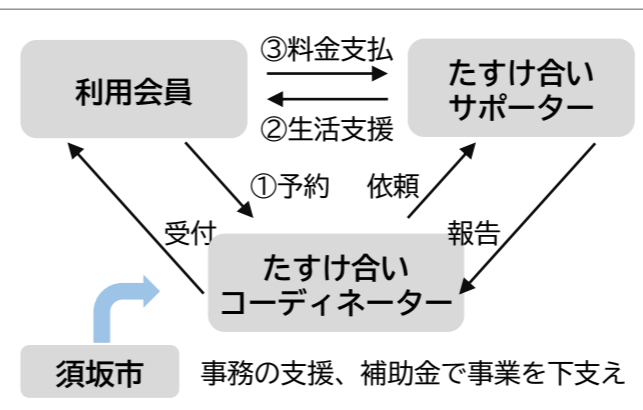 ③料金支払
利用会員
たすけ合い
サポーター
②生活支援
①予約
依頼
受付
報告
たすけ合い
コーディネーター
須坂市
事務の支援、補助金で事業を下支え